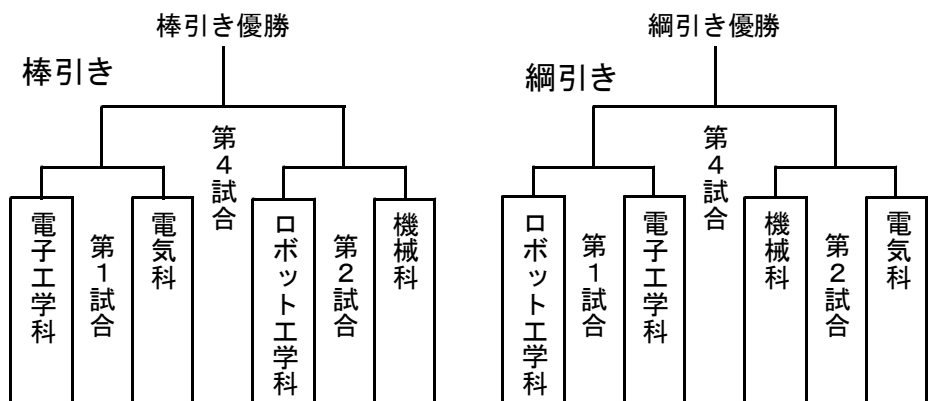 棒引き優勝
棒引き
第4試合
電子工学科
第1試合
電気科
ロボット工学科
第2試合
機械科
綱引き優勝
綱引き
第4試合
ロボット工学科
第1試合
電子工学科
機械科
第2試合
電気科